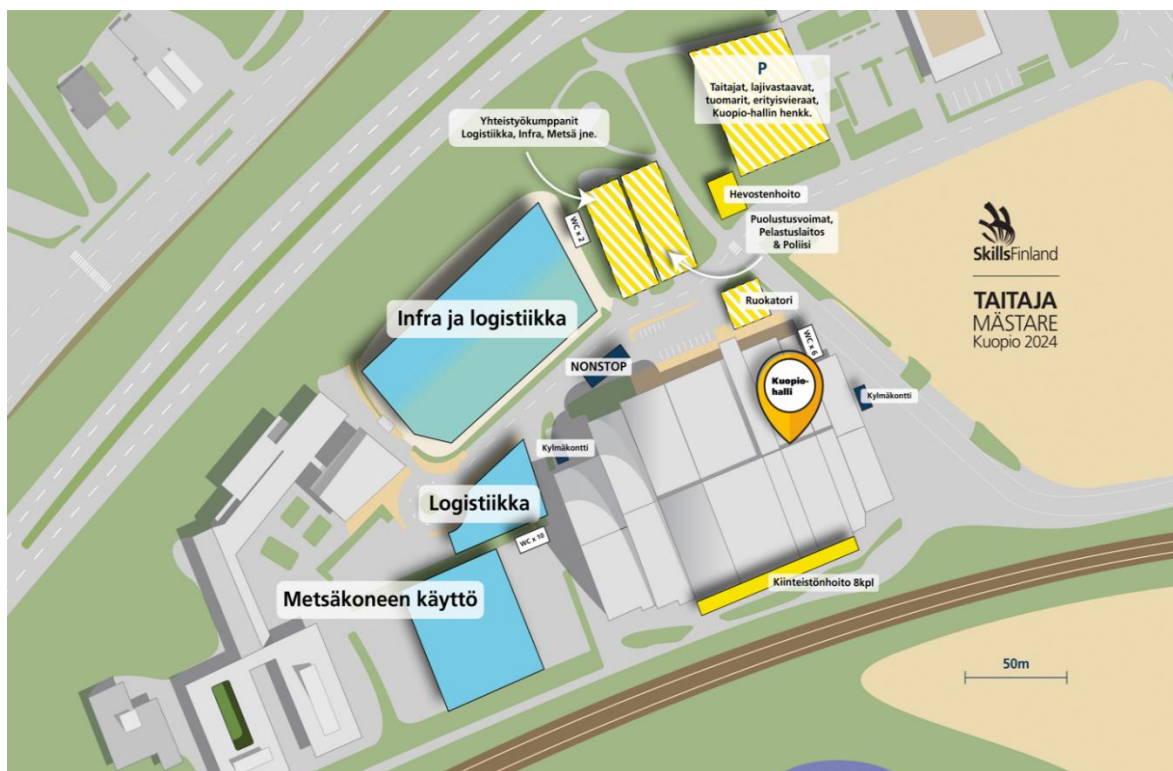 P
Taitajat, lajivastaavat,
tuomarit, erityisvieraat,
Kuopio-hallin henkk.
Yhteistyökumppanit
Logistiikka, Infra, Metsä jne.
Hevostenhoito
WC x 2
Puolustusvoimat,
Pelastuslaitos
& Poliisi
SkillsFinland
TAITAJA
MÄSTARE
Kuopio 2024
Ruokatori
Infra ja logistiikka
WC x 6
NONSTOP
Kuopio-
halli
Kylmäkontti
Kylmäkontti
Logistiikka
WC x 10
Kiinteistönhoito 8kpl
Metsäkoneen käyttö
50m